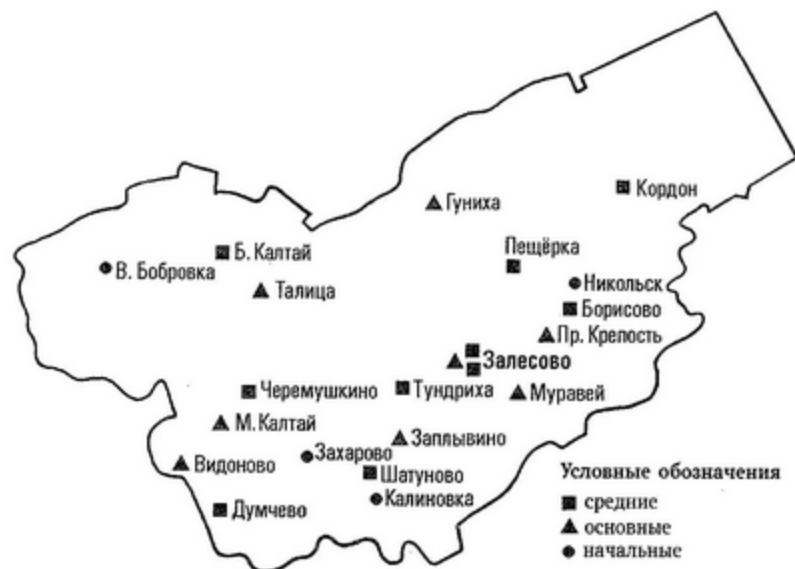 Кордон
Гуниха
Б. Калтай
Пещёрка
В. Бобровка
Никольск
Талица
Борисово
Пр. Крепость
Залесово
Черемушкино
Тундриха
Муравей
М. Калтай
Заплывино
Захарово
Видоново
Шатуново
Калиновка
Думчево
Условные обозначения
средние
основные
начальные